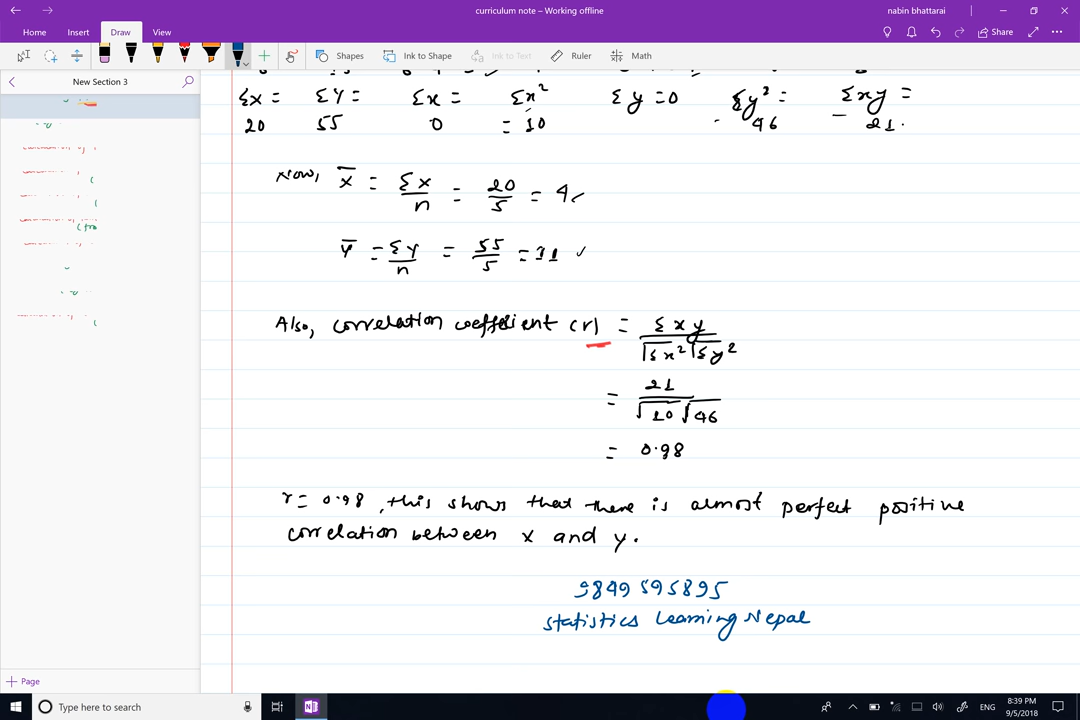 curriculum note – Working offline
nabin bhattarai
Home Insert Draw View
Share
Shapes Ink to Shape Ink to Text Ruler Math
New Section 3
Σx = ΣY = Σx = Σx² Σy =0 Σy² = Σxy =
20 55 0 = 10 46 21.
Now, X̄ = Σx/n = 20/5 = 4
Ȳ = ΣY/n = 55/5 = 11
Also, correlation coefficient (r) = Σxy/√Σx² √Σy²
= 21/√10 √46
= 0.98
r = 0.98, this shows that there is almost perfect positive
correlation between x and y.
9849595895
statistics learning Nepal
+ Page
Type here to search
ENG
8:39 PM
9/5/2018